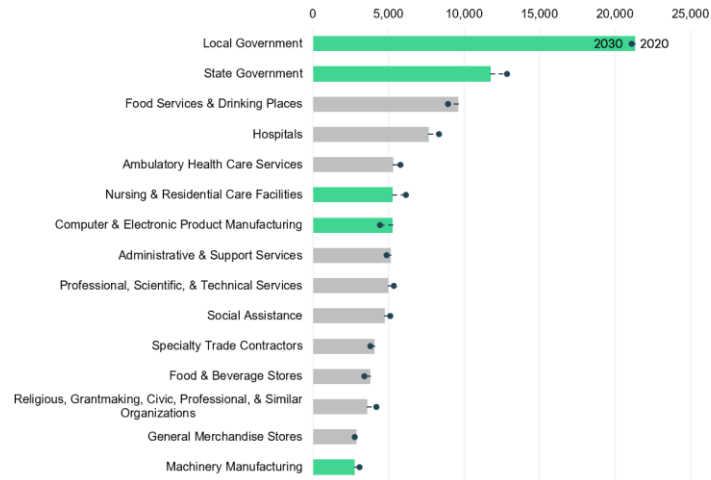 0 5,000 10,000 15,000 20,000 25,000
Local Government
2030 2020
State Government
Food Services & Drinking Places
Hospitals
Ambulatory Health Care Services
Nursing & Residential Care Facilities
Computer & Electronic Product Manufacturing
Administrative & Support Services
Professional, Scientific, & Technical Services
Social Assistance
Specialty Trade Contractors
Food & Beverage Stores
Religious, Grantmaking, Civic, Professional, & Similar
Organizations
General Merchandise Stores
Machinery Manufacturing